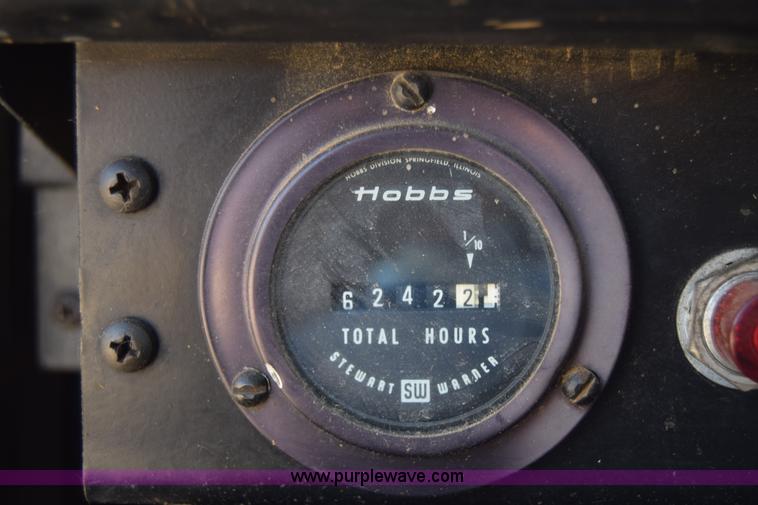 HOBBS DIVISION SPRINGFIELD, ILLINOIS
Hobbs
1/10
6 2 4 2 2
TOTAL HOURS
STEWART SW WARNER
www.purplewave.com